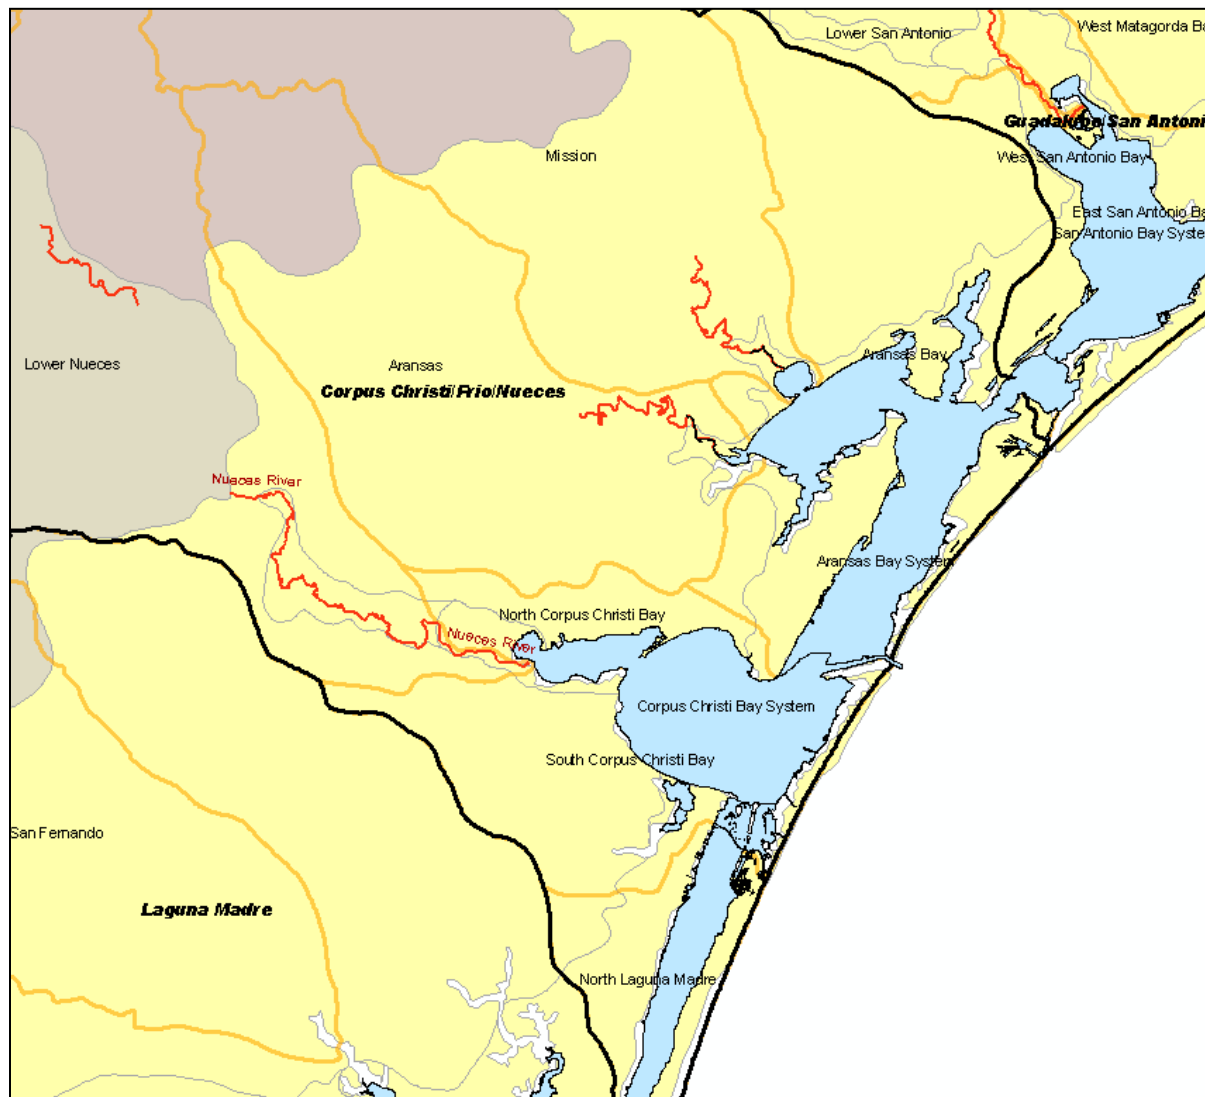 West Matagorda Ba
Lower San Antonio
Guadalupe/San Antoni
Mission
West San Antonio Bay
East San Antonio Ba
San Antonio Bay Syste
Aransas Bay
Lower Nueces
Aransas
Corpus Christi/Frio/Nueces
Nueces River
Aransas Bay System
North Corpus Christi Bay
Nueces River
Corpus Christi Bay System
South Corpus Christi Bay
San Fernando
Laguna Madre
North Laguna Madre